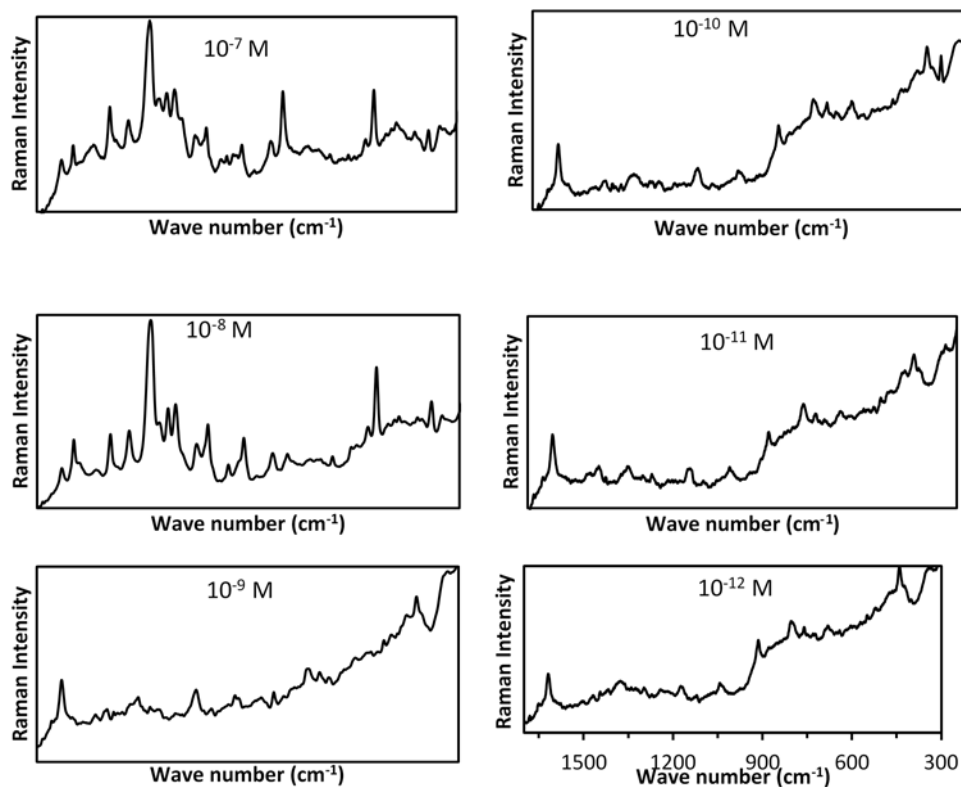 Raman Intensity
10⁻⁷ M
Wave number (cm⁻¹)
Raman Intensity
10⁻¹⁰ M
Wave number (cm⁻¹)
Raman Intensity
10⁻⁸ M
Wave number (cm⁻¹)
Raman Intensity
10⁻¹¹ M
Wave number (cm⁻¹)
Raman Intensity
10⁻⁹ M
Wave number (cm⁻¹)
Raman Intensity
10⁻¹² M
1500 1200 900 600 300
Wave number (cm⁻¹)